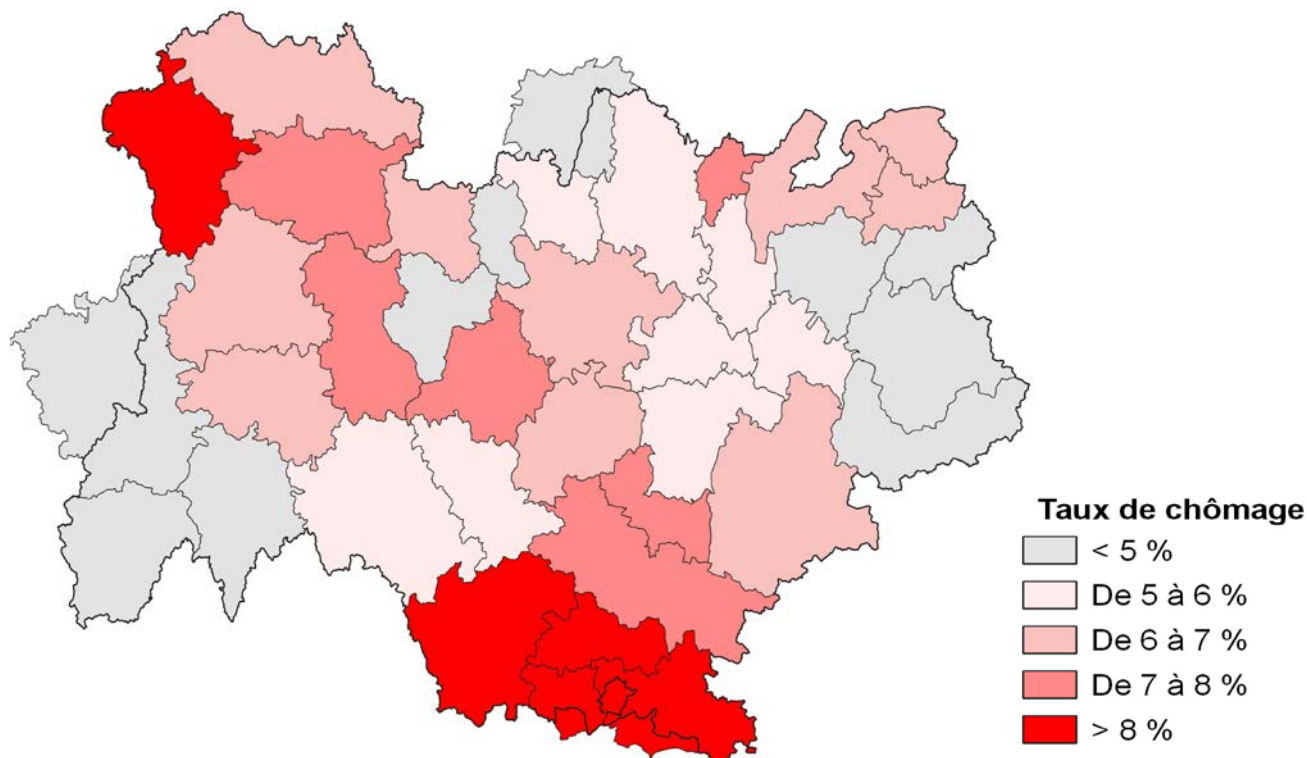 Taux de chômage
< 5 %
De 5 à 6 %
De 6 à 7 %
De 7 à 8 %
> 8 %